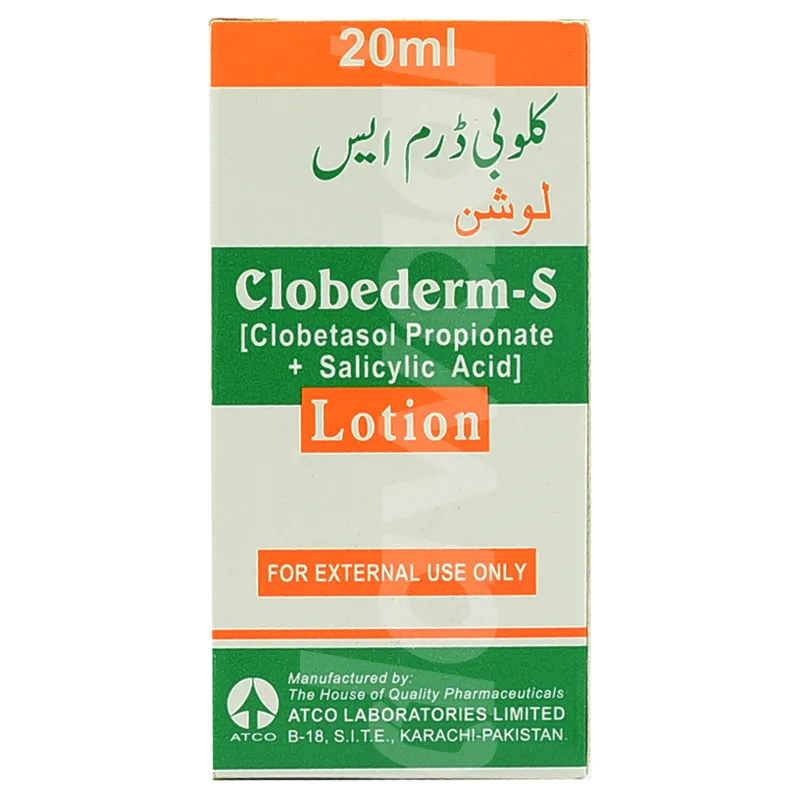 20ml
کلوبی ڈرم ایس
لوشن
Clobederm-S
[Clobetasol Propionate
+ Salicylic Acid]
Lotion
FOR EXTERNAL USE ONLY
Manufactured by:
The House of Quality Pharmaceuticals
ATCO LABORATORIES LIMITED
B-18, S.I.T.E., KARACHI-PAKISTAN.
ATCO
dawaai